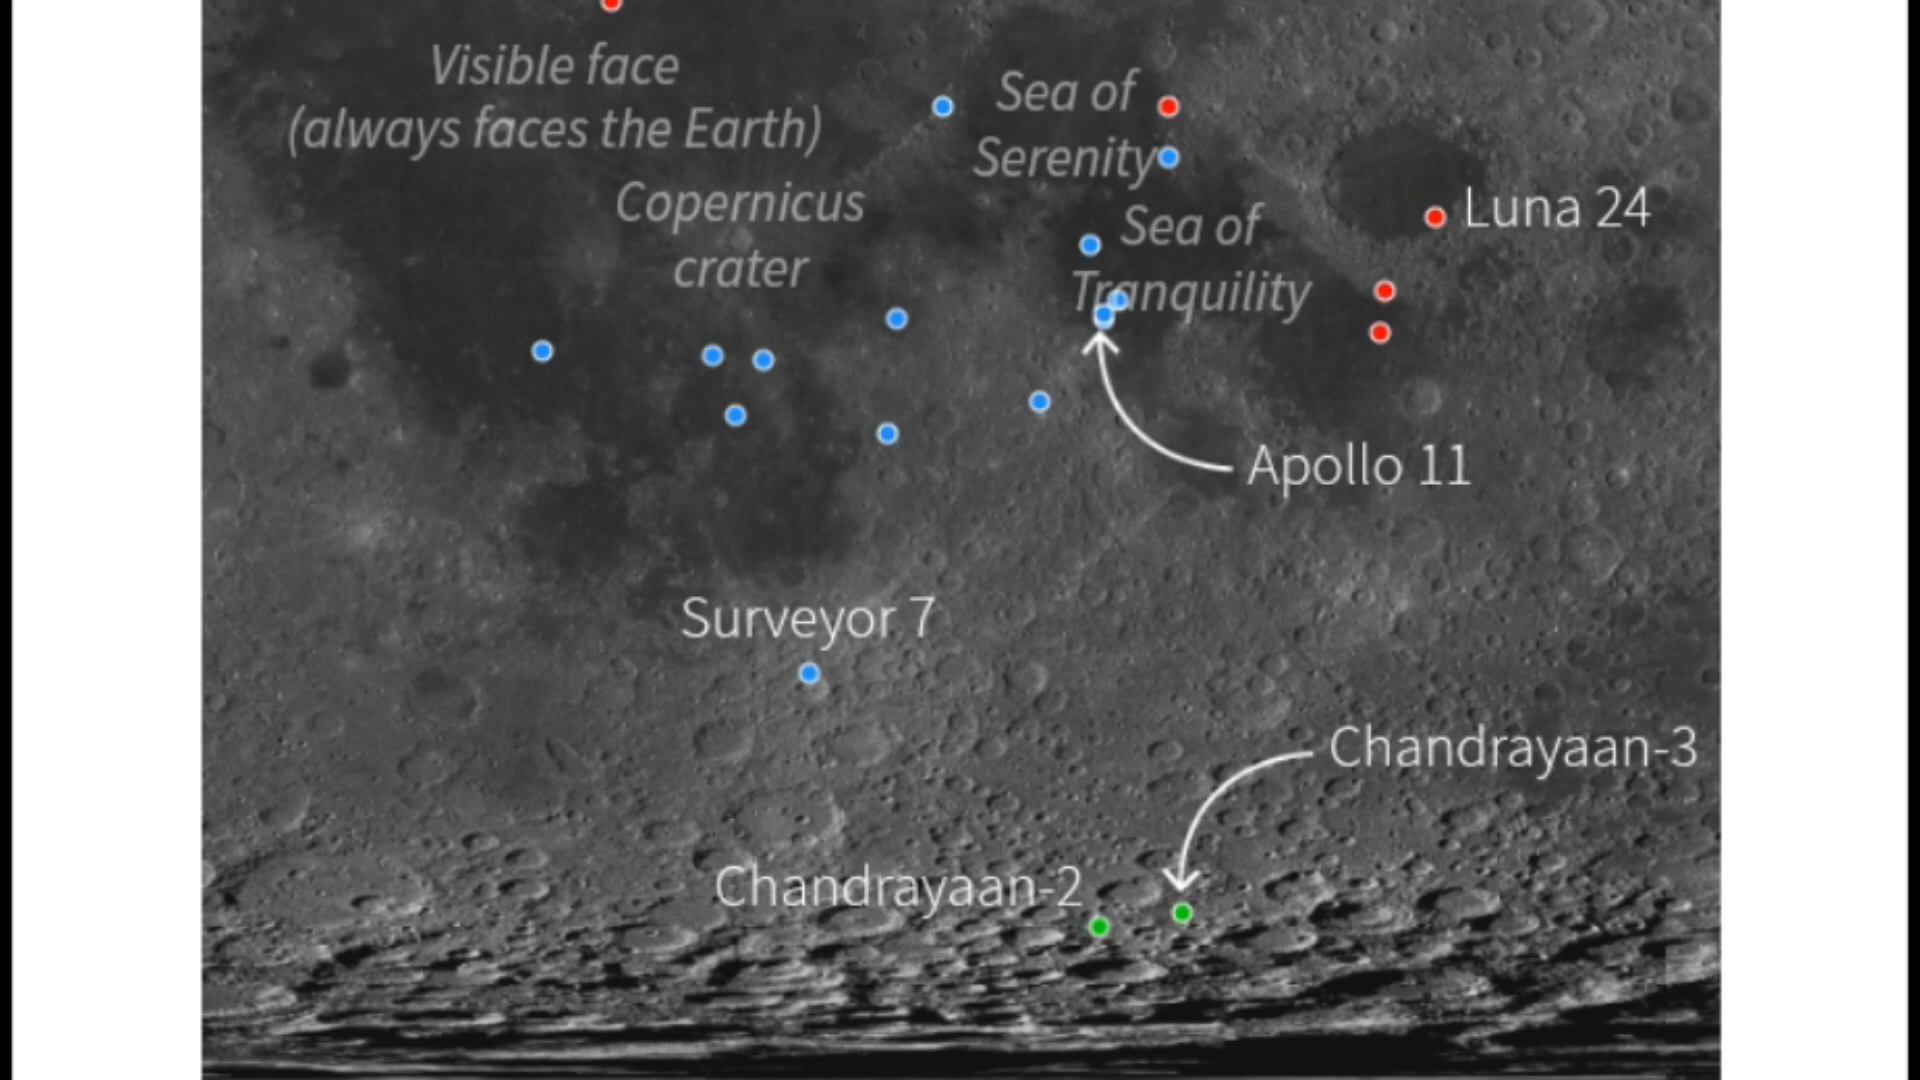 Visible face
(always faces the Earth)
Sea of
Serenity
Copernicus
crater
Luna 24
Sea of
Tranquility
Apollo 11
Surveyor 7
Chandrayaan-3
Chandrayaan-2